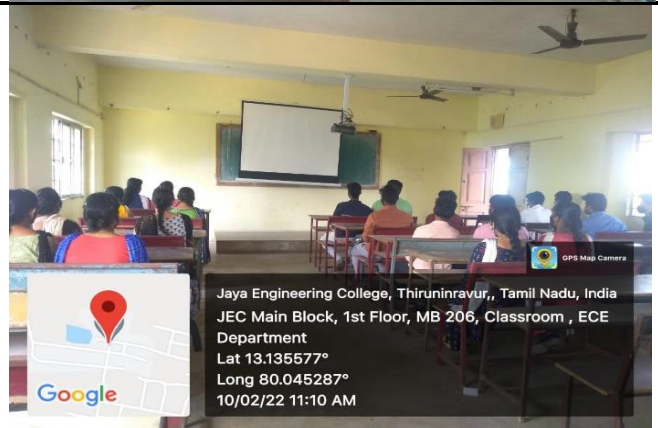 GPS Map Camera
Jaya Engineering College, Thiruninravur,, Tamil Nadu, India
JEC Main Block, 1st Floor, MB 206, Classroom , ECE
Department
Lat 13.135577°
Long 80.045287°
10/02/22 11:10 AM
Google